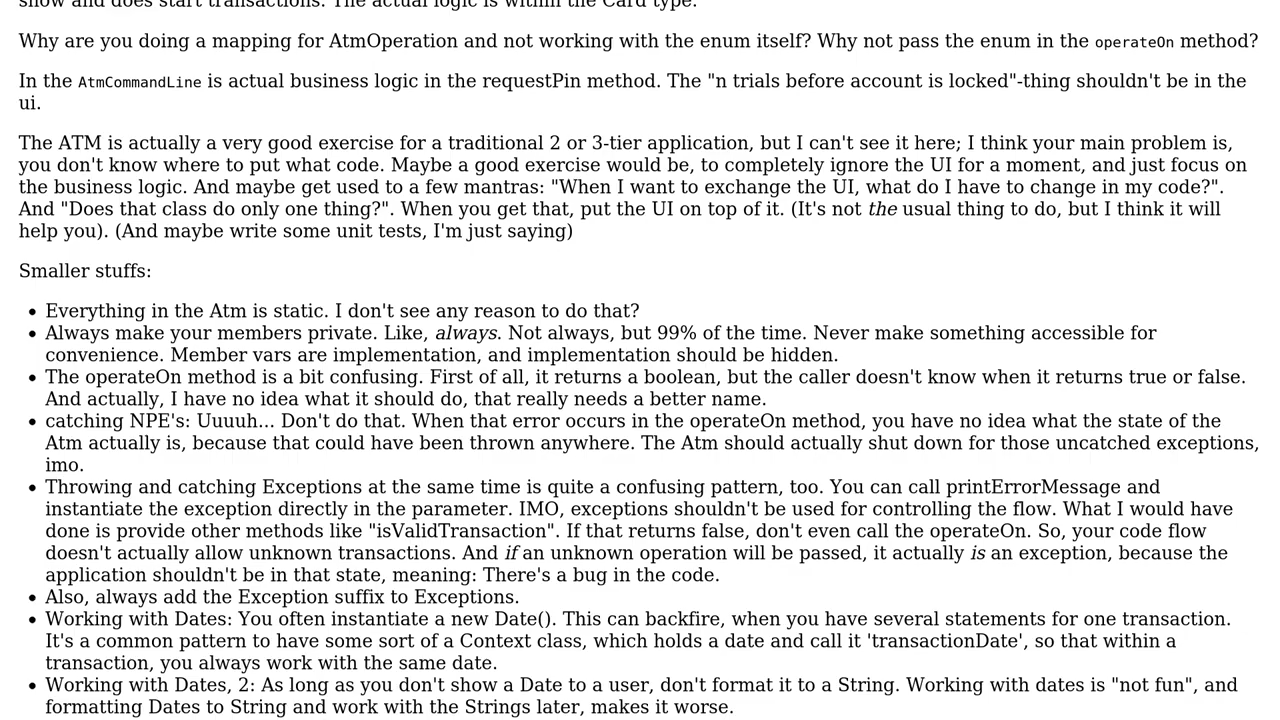 show and does start transactions. The actual logic is within the Card type.
Why are you doing a mapping for AtmOperation and not working with the enum itself? Why not pass the enum in the operateOn method?
In the AtmCommandLine is actual business logic in the requestPin method. The "n trials before account is locked"-thing shouldn't be in the
ui.
The ATM is actually a very good exercise for a traditional 2 or 3-tier application, but I can't see it here; I think your main problem is,
you don't know where to put what code. Maybe a good exercise would be, to completely ignore the UI for a moment, and just focus on
the business logic. And maybe get used to a few mantras: "When I want to exchange the UI, what do I have to change in my code?".
And "Does that class do only one thing?". When you get that, put the UI on top of it. (It's not the usual thing to do, but I think it will
help you). (And maybe write some unit tests, I'm just saying)
Smaller stuffs:
• Everything in the Atm is static. I don't see any reason to do that?
• Always make your members private. Like, always. Not always, but 99% of the time. Never make something accessible for
convenience. Member vars are implementation, and implementation should be hidden.
• The operateOn method is a bit confusing. First of all, it returns a boolean, but the caller doesn't know when it returns true or false.
And actually, I have no idea what it should do, that really needs a better name.
• catching NPE's: Uuuuh... Don't do that. When that error occurs in the operateOn method, you have no idea what the state of the
Atm actually is, because that could have been thrown anywhere. The Atm should actually shut down for those uncatched exceptions,
imo.
• Throwing and catching Exceptions at the same time is quite a confusing pattern, too. You can call printErrorMessage and
instantiate the exception directly in the parameter. IMO, exceptions shouldn't be used for controlling the flow. What I would have
done is provide other methods like "isValidTransaction". If that returns false, don't even call the operateOn. So, your code flow
doesn't actually allow unknown transactions. And if an unknown operation will be passed, it actually is an exception, because the
application shouldn't be in that state, meaning: There's a bug in the code.
• Also, always add the Exception suffix to Exceptions.
• Working with Dates: You often instantiate a new Date(). This can backfire, when you have several statements for one transaction.
It's a common pattern to have some sort of a Context class, which holds a date and call it 'transactionDate', so that within a
transaction, you always work with the same date.
• Working with Dates, 2: As long as you don't show a Date to a user, don't format it to a String. Working with dates is "not fun", and
formatting Dates to String and work with the Strings later, makes it worse.